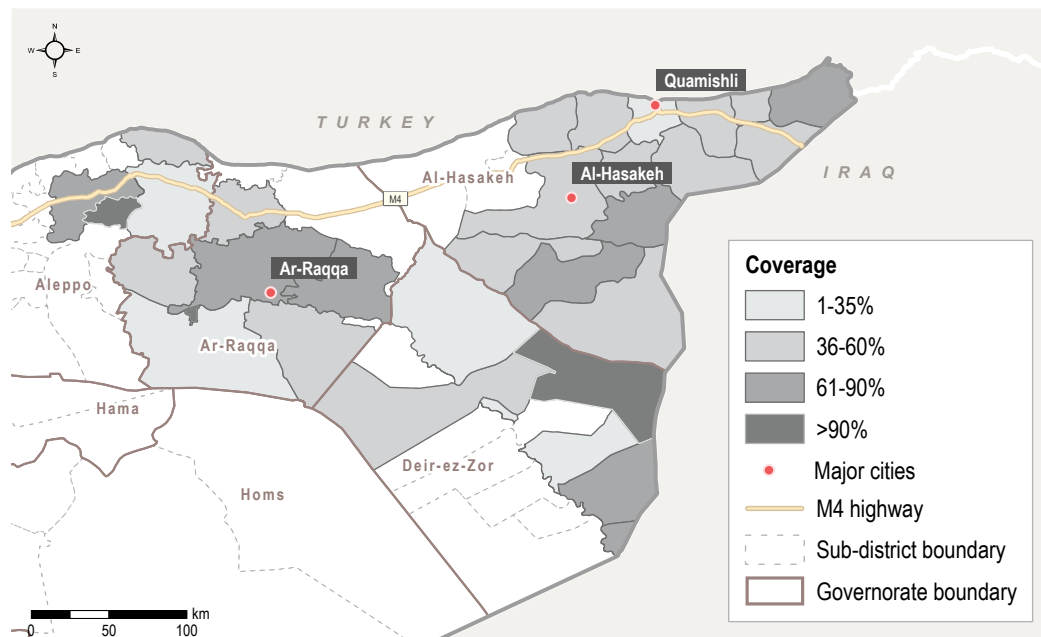 N
W E
S
TURKEY
Quamishli
IRAQ
Al-Hasakeh
Al-Hasakeh
M4
Ar-Raqqa
Aleppo
Ar-Raqqa
Hama
Deir-ez-Zor
Homs
Coverage
1-35%
36-60%
61-90%
>90%
Major cities
M4 highway
Sub-district boundary
Governorate boundary
km
0 50 100